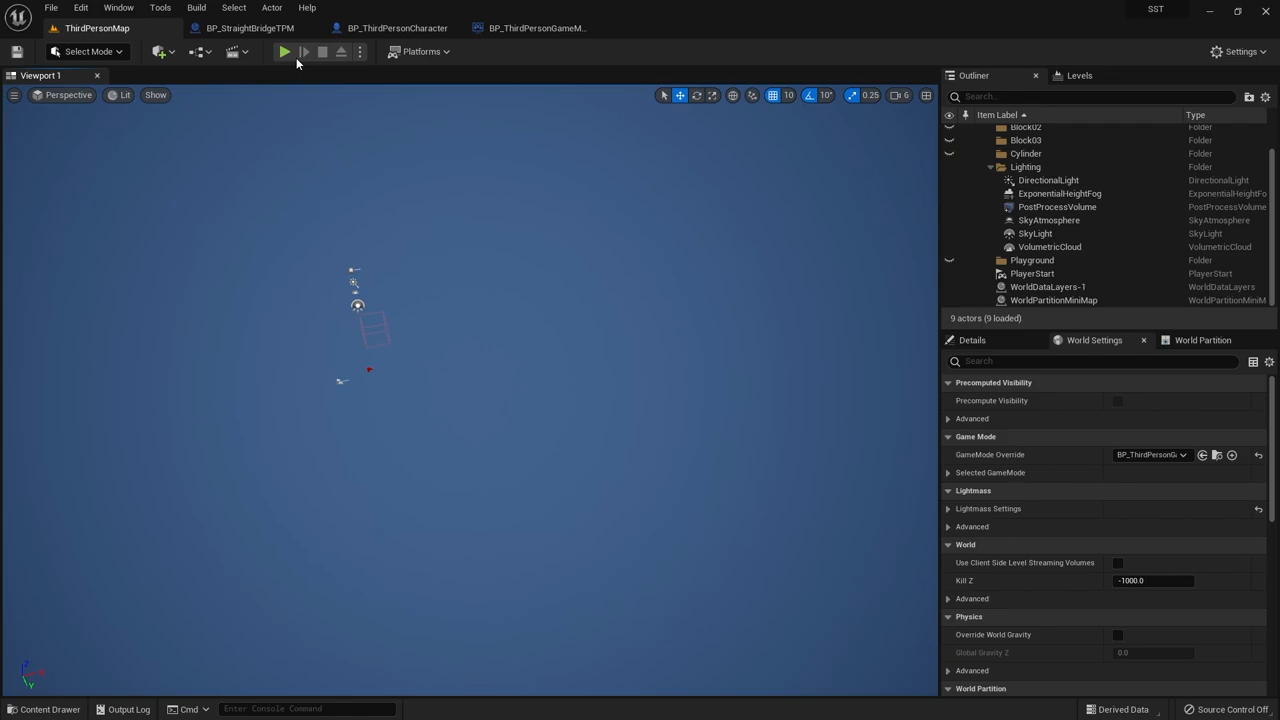 File Edit Window Tools Build Select Actor Help SST
ThirdPersonMap BP_StraightBridgeTPM BP_ThirdPersonCharacter BP_ThirdPersonGameM...
Select Mode Platforms Settings
Viewport 1 Outliner Levels
Perspective Lit Show 10 10° 0.25 6 Search...
Item Label Type
Block02 Folder
Block03 Folder
Cylinder Folder
Lighting Folder
DirectionalLight DirectionalLight
ExponentialHeightFog ExponentialHeightFo
PostProcessVolume PostProcessVolume
SkyAtmosphere SkyAtmosphere
SkyLight SkyLight
VolumetricCloud VolumetricCloud
Playground Folder
PlayerStart PlayerStart
WorldDataLayers-1 WorldDataLayers
WorldPartitionMiniMap WorldPartitionMiniM
9 actors (9 loaded)
Details World Settings World Partition
Search
Precomputed Visibility
Precompute Visibility
Advanced
Game Mode
GameMode Override BP_ThirdPersonGa
Selected GameMode
Lightmass
Lightmass Settings
Advanced
World
Use Client Side Level Streaming Volumes
Kill Z -1000.0
Advanced
Physics
Override World Gravity
Global Gravity Z 0.0
Advanced
World Partition
Z
Y
Content Drawer Output Log Cmd Enter Console Command Derived Data Source Control Off